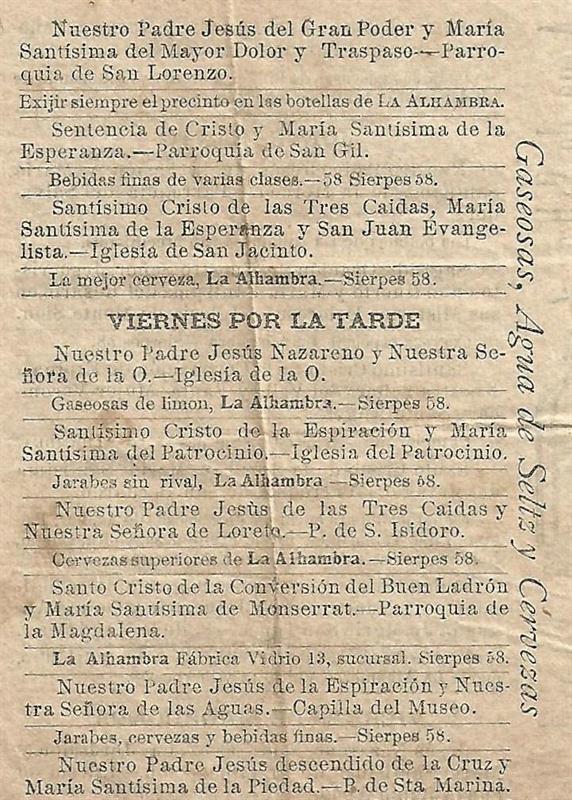 Nuestro Padre Jesús del Gran Poder y María
Santísima del Mayor Dolor y Traspaso—Parro-
quia de San Lorenzo.
Exijir siempre el precinto en las botellas de LA ALHAMBRA.
Sentencia de Cristo y María Santísima de la
Esperanza.—Parroquia de San Gil.
Bebidas finas de varias clases.—58 Sierpes 58.
Santísimo Cristo de las Tres Caidas, María
Santísima de la Esperanza y San Juan Evange-
lista.—Iglesia de San Jacinto.
La mejor cerveza, La Alhambra.—Sierpes 58.
VIERNES POR LA TARDE
Nuestro Padre Jesús Nazareno y Nuestra Se-
ñora de la O.—Iglesía de la O.
Gaseosas de limon, La Alhambra.—Sierpes 58.
Santísimo Cristo de la Espiración y María
Santísima del Patrocinio.—Iglesia del Patrocinio.
Jarabes sin rival, La Alhambra—Sierpes 58.
Nuestro Padre Jesùs de las Tres Caidas y
Nuestra Señora de Loreto.—P. de S. Isidoro.
Cervezas superiores de La Alhambra.—Sierpes 58.
Santo Cristo de la Conversión del Buen Ladrón
y María Santísima de Monserrat.—Parroquia de
la Magdalena.
La Alhambra Fábrica Vidrio 13, sucursal. Sierpes 58.
Nuestro Padre Jesús de la Espiración y Nues-
tra Señora de las Aguas.—Capilla del Museo.
Jarabes, cervezas y bebidas finas.—Sierpes 58.
Nuestro Padre Jesús descendido de la Cruz y
María Santísima de la Piedad.—P. de Sta Marina.
Gaseosas, Agua de Seltz y Cérvezas